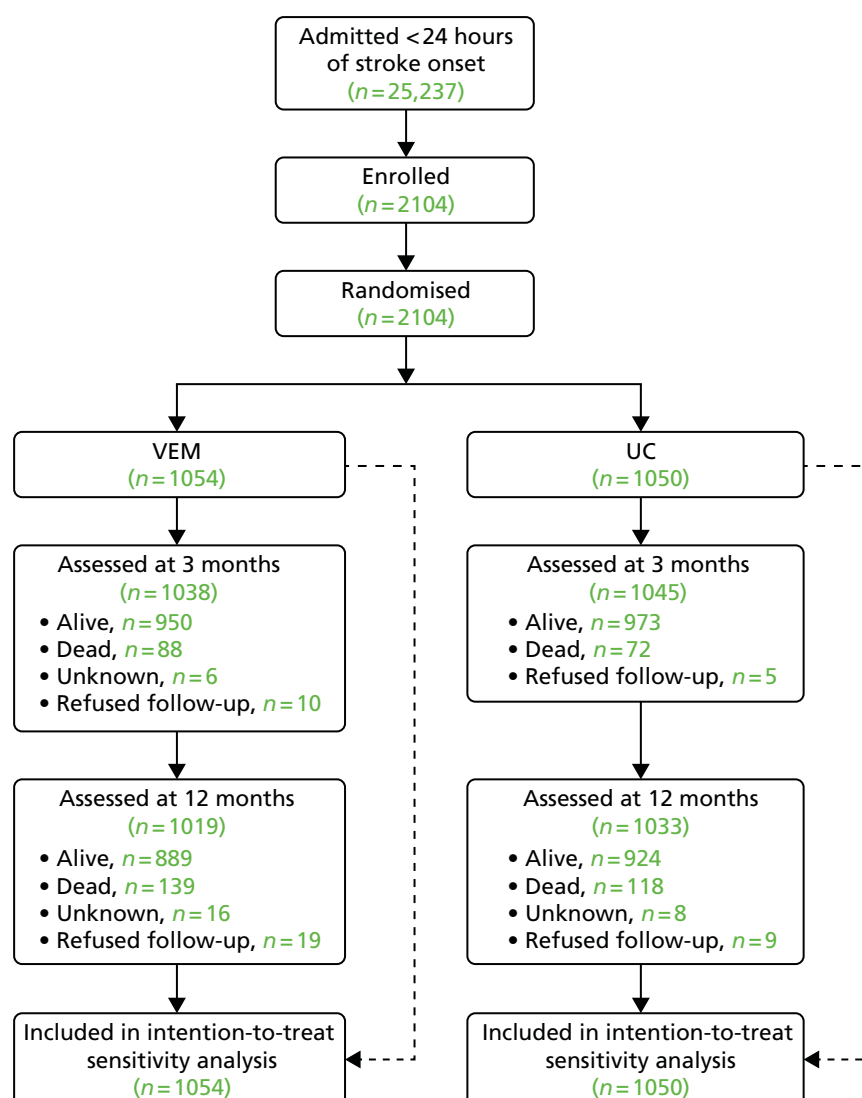 Admitted <24 hours
of stroke onset
(n=25,237)
Enrolled
(n=2104)
Randomised
(n=2104)
VEM
(n=1054)
UC
(n=1050)
Assessed at 3 months
(n=1038)
• Alive, n=950
• Dead, n=88
• Unknown, n=6
• Refused follow-up, n=10
Assessed at 3 months
(n=1045)
• Alive, n=973
• Dead, n=72
• Refused follow-up, n=5
Assessed at 12 months
(n=1019)
• Alive, n=889
• Dead, n=139
• Unknown, n=16
• Refused follow-up, n=19
Assessed at 12 months
(n=1033)
• Alive, n=924
• Dead, n=118
• Unknown, n=8
• Refused follow-up, n=9
Included in intention-to-treat
sensitivity analysis
(n=1054)
Included in intention-to-treat
sensitivity analysis
(n=1050)